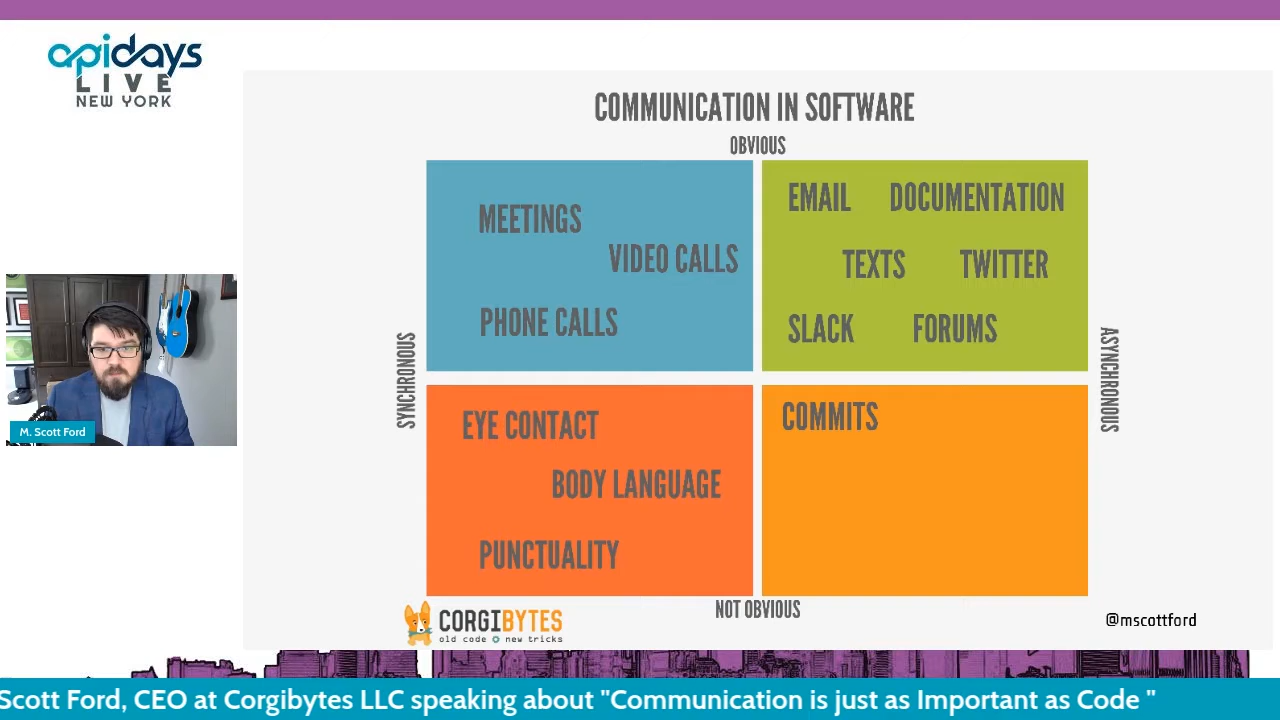 apidays
LIVE
NEW YORK
COMMUNICATION IN SOFTWARE
OBVIOUS
MEETINGS
VIDEO CALLS
PHONE CALLS
EMAIL DOCUMENTATION
TEXTS TWITTER
SLACK FORUMS
SYNCHRONOUS
ASYNCHRONOUS
EYE CONTACT
BODY LANGUAGE
PUNCTUALITY
COMMITS
NOT OBVIOUS
M. Scott Ford
CORGIBYTES
old code new tricks
@mscottford
Scott Ford, CEO at Corgibytes LLC speaking about "Communication is just as Important as Code "